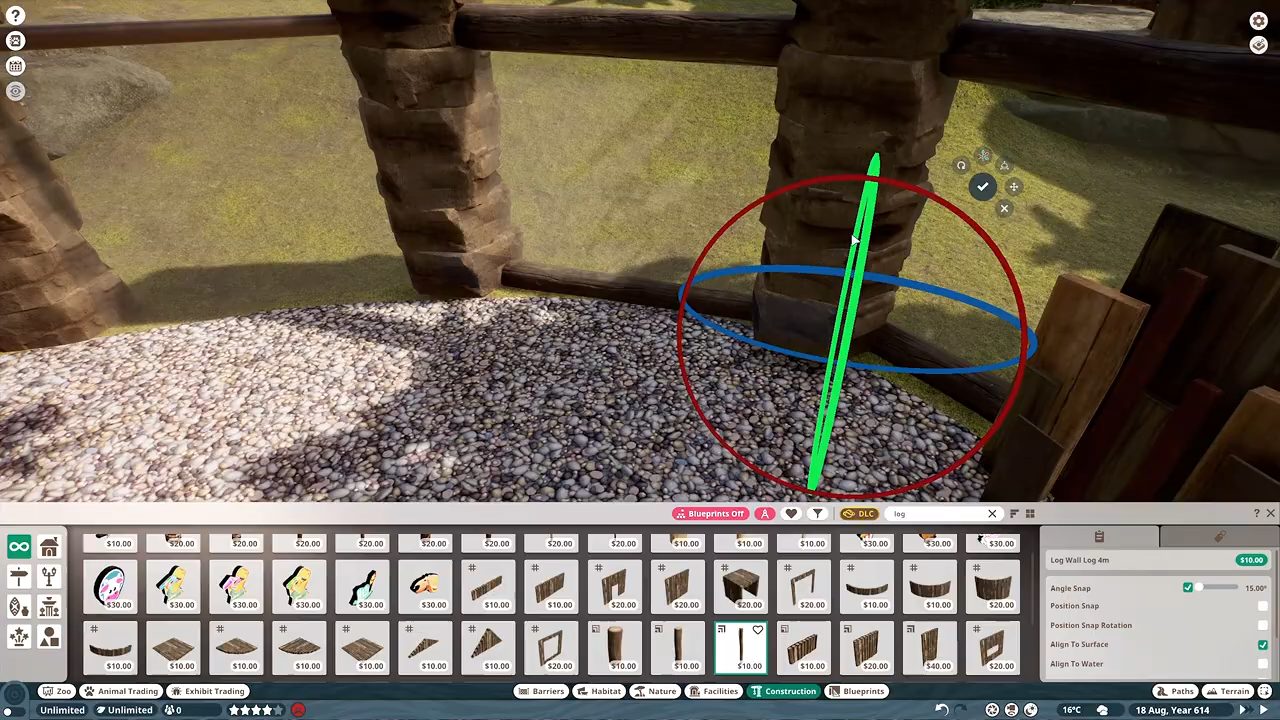 Blueprints Off
A
DLC
log
?
$10.00 $20.00 $20.00 $20.00 $20.00 $20.00 $20.00 $20.00 $20.00 $10.00 $10.00 $10.00 $30.00 $30.00 $30.00
$30.00 $30.00 $30.00 $30.00 $30.00 $30.00 $10.00 $10.00 $20.00 $20.00 $20.00 $20.00 $10.00 $10.00 $20.00
$10.00 $10.00 $10.00 $10.00 $10.00 $10.00 $10.00 $20.00 $10.00 $10.00 $10.00 $10.00 $20.00 $40.00 $20.00
Log Wall Log 4m $10.00
Angle Snap 15.00°
Position Snap
Position Snap Rotation
Align To Surface
Align To Water
Zoo Animal Trading Exhibit Trading Barriers Habitat Nature Facilities Construction Blueprints Paths Terrain
Unlimited Unlimited 0 16°C 18 Aug, Year 614